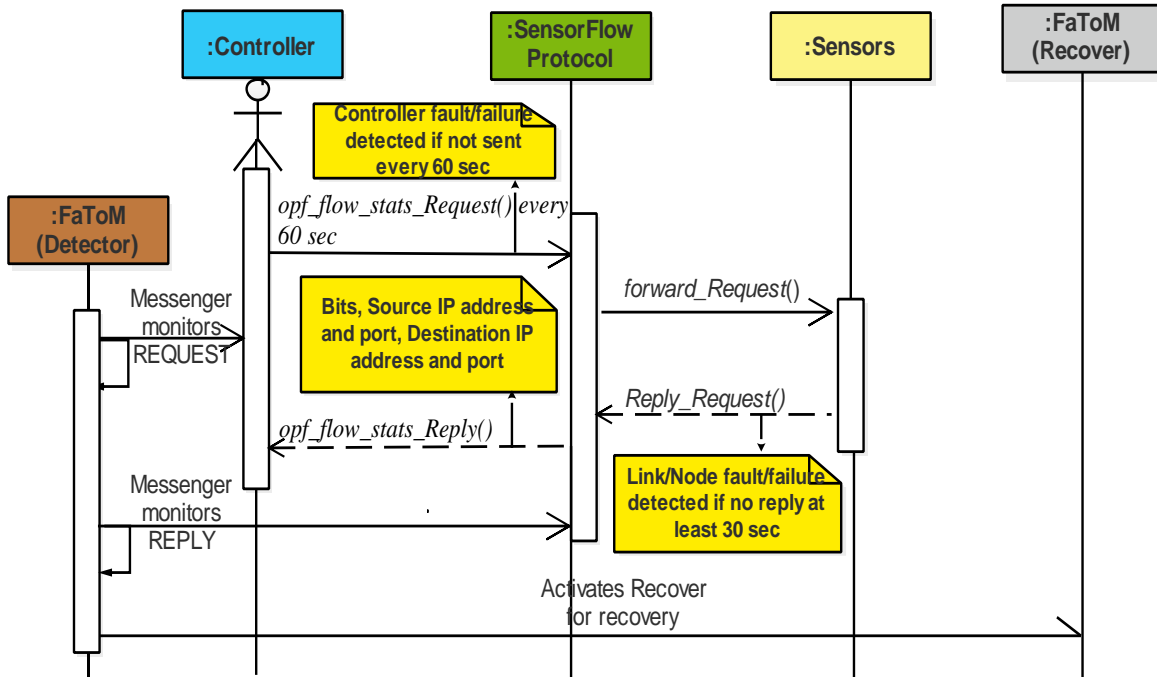 :Controller
:SensorFlow
Protocol
:Sensors
:FaToM
(Recover)
Controller fault/failure
detected if not sent
every 60 sec
:FaToM
(Detector)
opf_flow_stats_Request() every
60 sec
Messenger
monitors
REQUEST
Bits, Source IP address
and port, Destination IP
address and port
forward_Request()
Reply_Request()
opf_flow_stats_Reply()
Messenger
monitors
REPLY
Link/Node fault/failure
detected if no reply at
least 30 sec
Activates Recover
for recovery